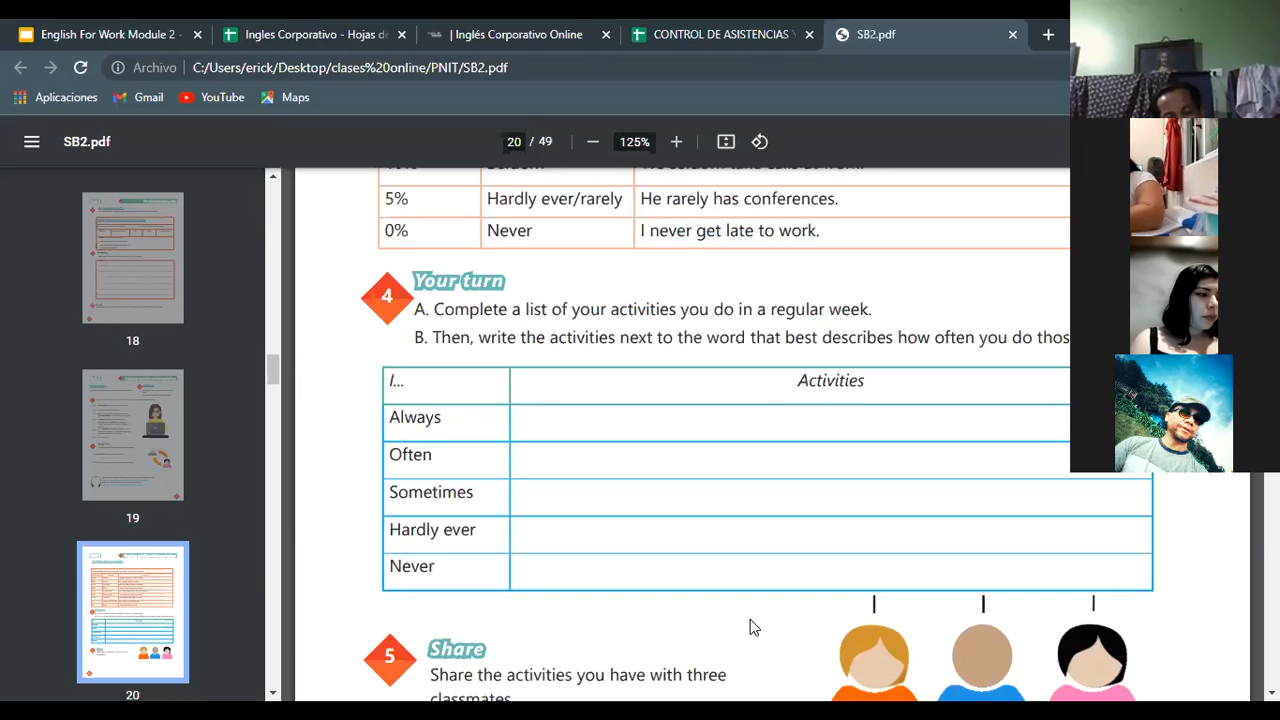 English For Work Module 2 -
Ingles Corporativo - Hojas de
| Inglés Corporativo Online
CONTROL DE ASISTENCIAS Y
SB2.pdf
Archivo
C:/Users/erick/Desktop/clases%20online/PNIT/SB2.pdf
Aplicaciones
Gmail
YouTube
Maps
SB2.pdf
20 / 49
125%
5% Hardly ever/rarely He rarely has conferences.
0% Never I never get late to work.
4 Your turn
A. Complete a list of your activities you do in a regular week.
B. Then, write the activities next to the word that best describes how often you do thos
I... Activities
Always
Often
Sometimes
Hardly ever
Never
5 Share
Share the activities you have with three
classmates
18
19
20